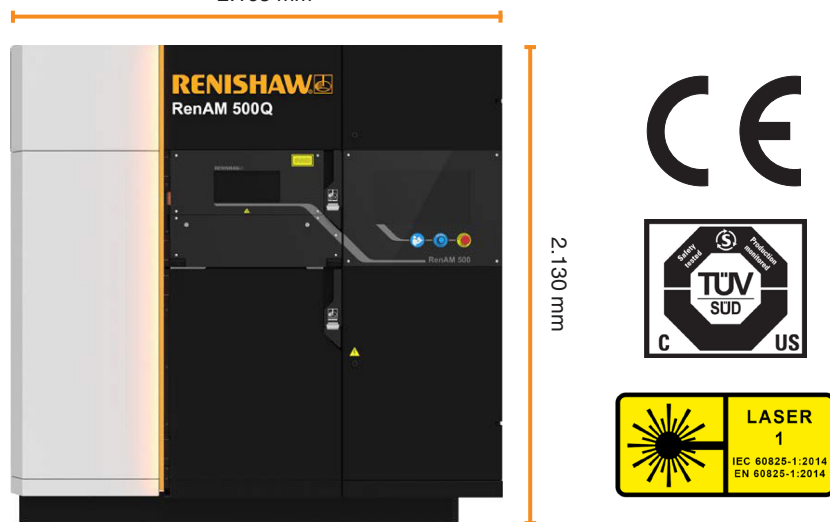 RENISHAW
RenAM 500Q
RenAM 500
2.130 mm
Safety tested
Production monitored
S
TÜV
SÜD
C
US
CE
LASER
1
IEC 60825-1:2014
EN 60825-1:2014